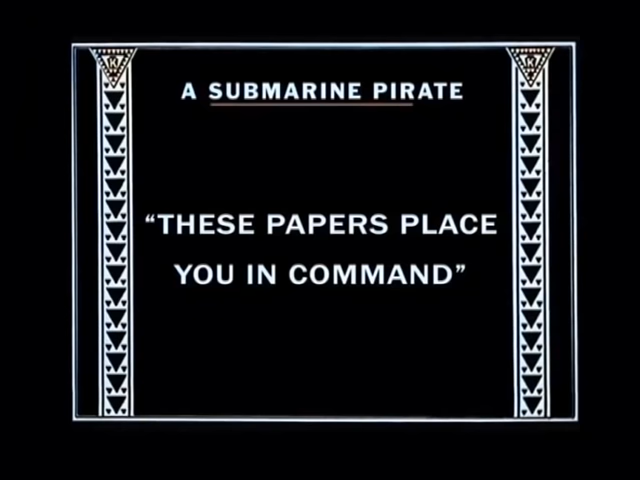 K
K
A SUBMARINE PIRATE
“THESE PAPERS PLACE
YOU IN COMMAND”